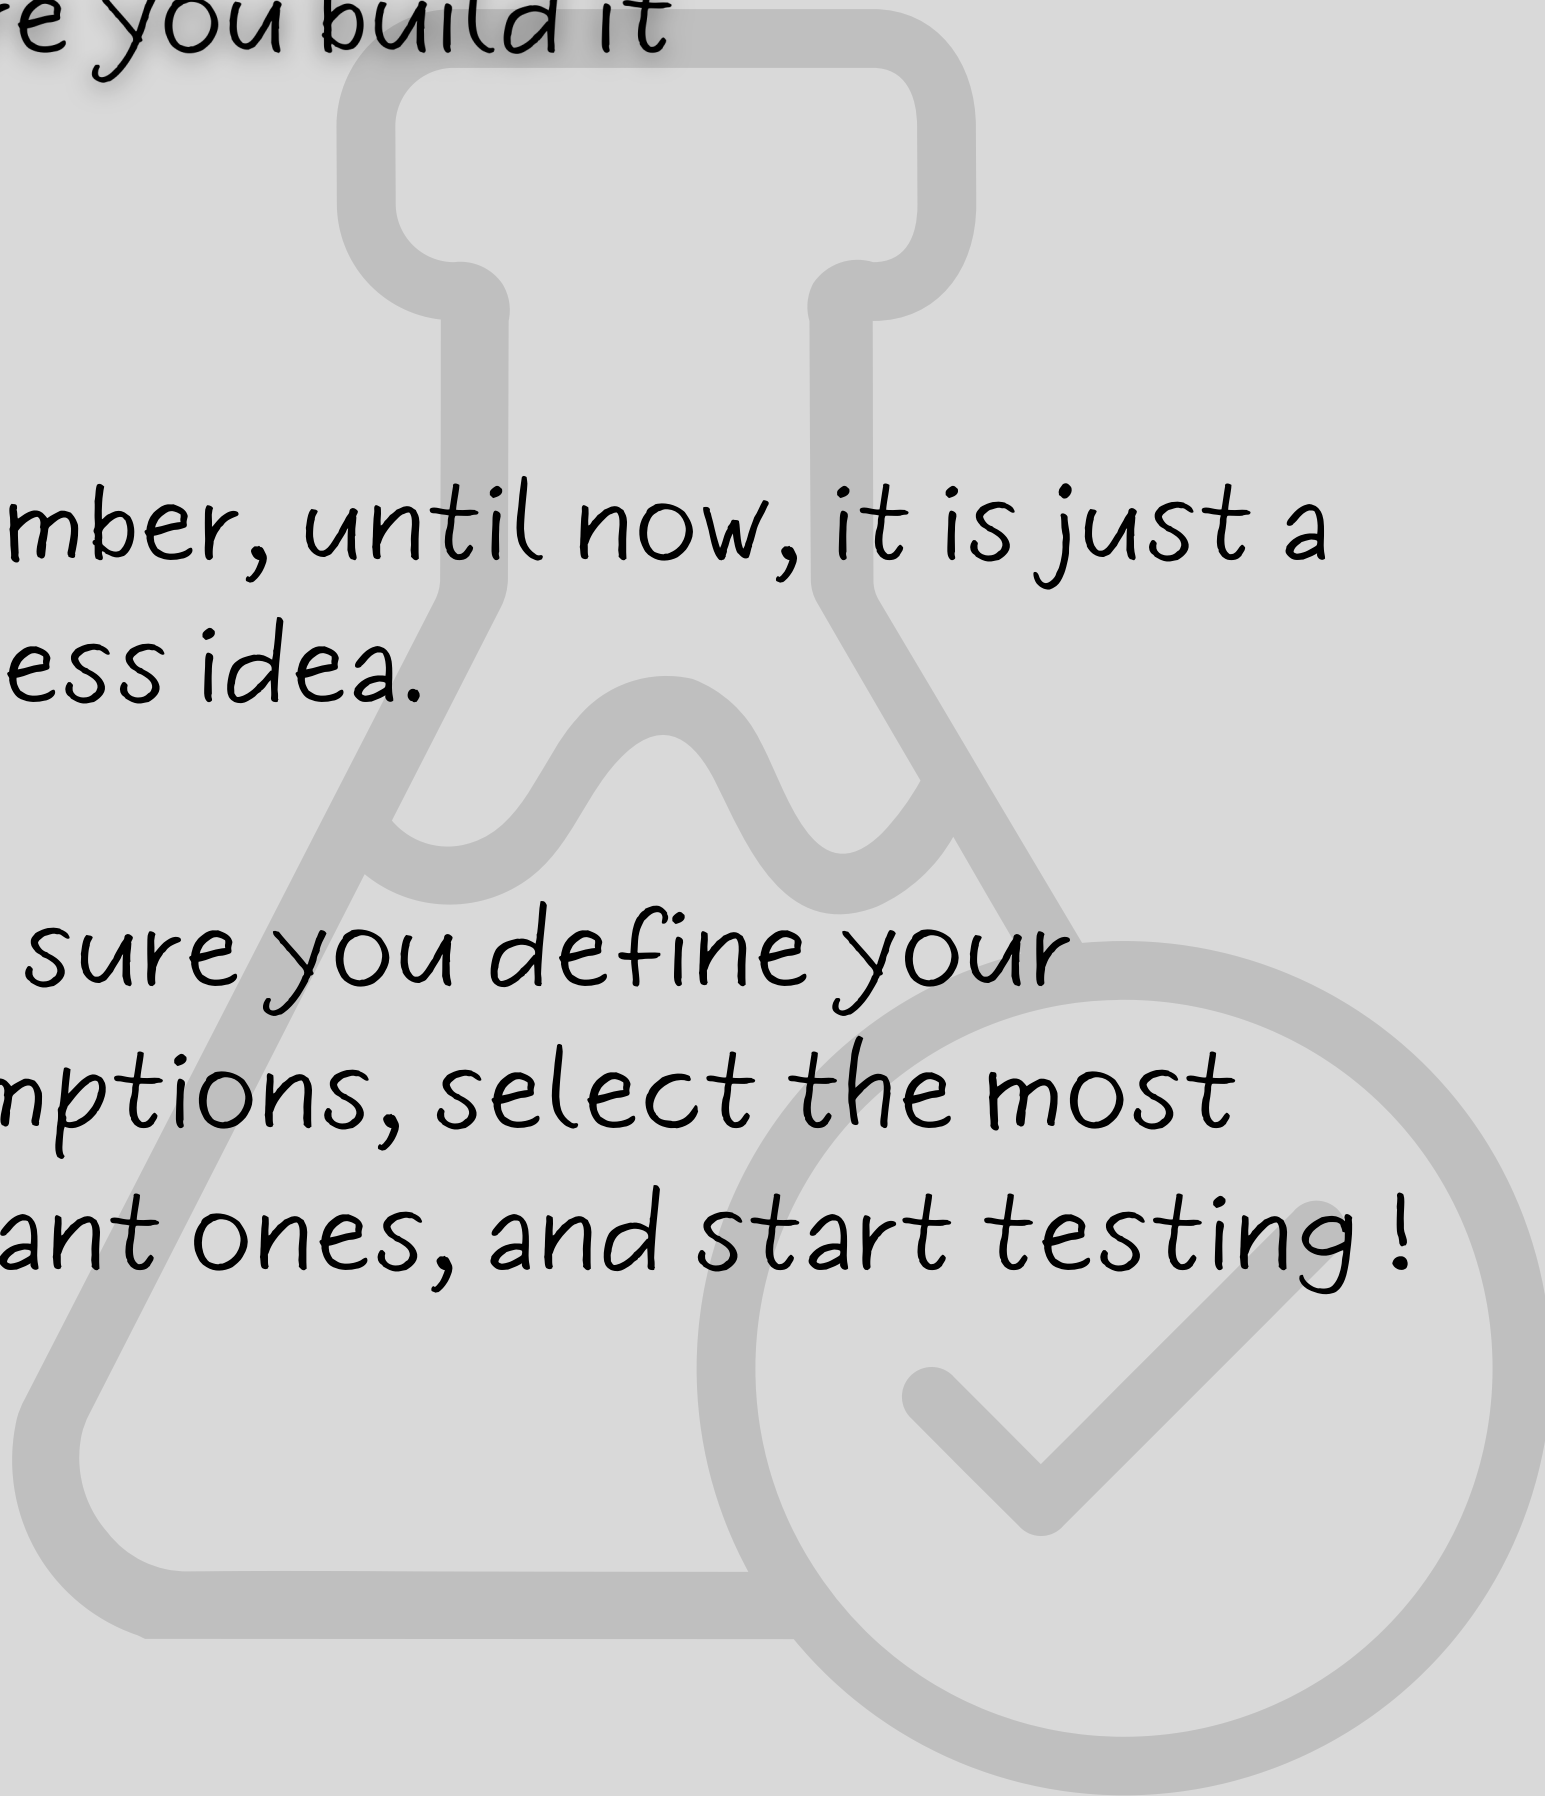 re you build it
mber, until now, it is just a
ess idea.
sure you define your
mptions, select the most
ant ones, and start testing !